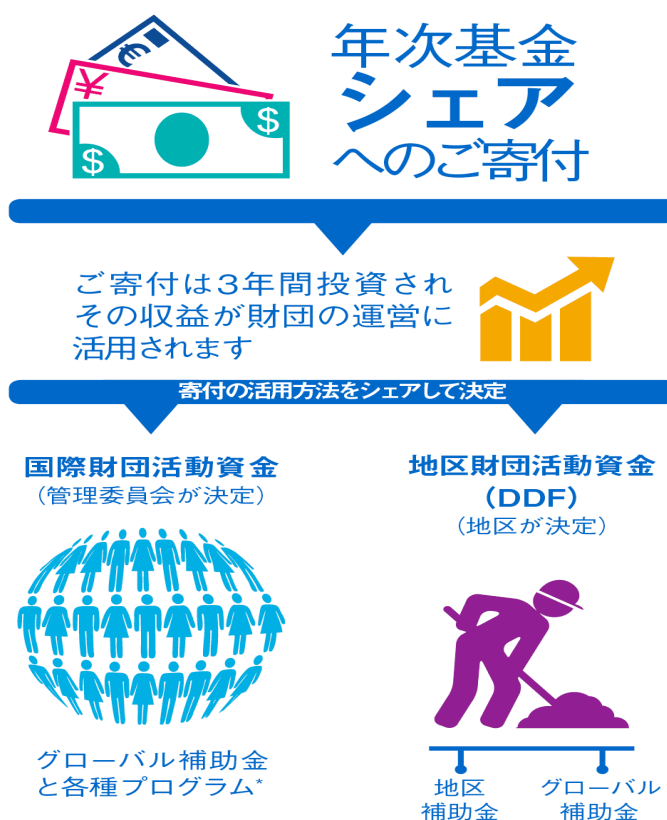 €
¥
$
$
年次基金
シェア
へのご寄付
ご寄付は3年間投資され
その収益が財団の運営に
活用されます
寄付の活用方法をシェアして決定
国際財団活動資金
（管理委員会が決定）
地区財団活動資金
（DDF）
（地区が決定）
グローバル補助金
と各種プログラム*
地区
補助金
グローバル
補助金